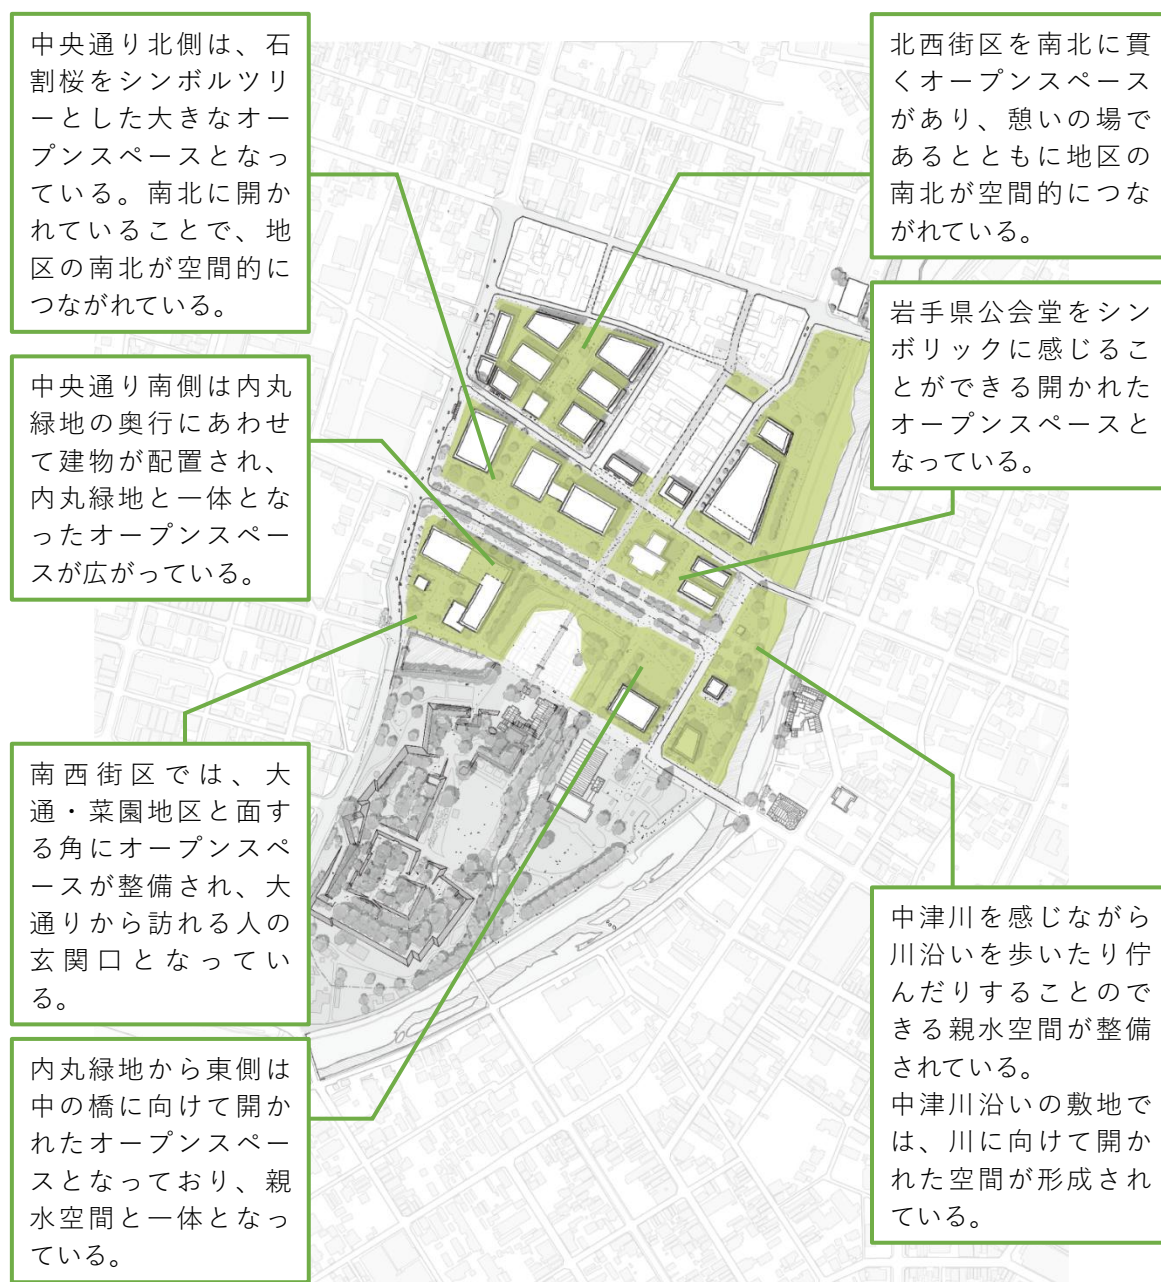 中央通り北側は、石
割桜をシンボルツリ
ーとした大きなオー
プンスペースとなっ
ている。南北に開か
れていることで、地
区の南北が空間的に
つながれている。
中央通り南側は内丸
緑地の奥行にあわせ
て建物が配置され、
内丸緑地と一体とな
ったオープンスペー
スが広がっている。
南西街区では、大
通・菜園地区と面す
る角にオープンスペ
ースが整備され、大
通りから訪れる人の
玄関口となってい
る。
内丸緑地から東側は
中の橋に向けて開か
れたオープンスペー
スとなっており、親
水空間と一体となっ
ている。
北西街区を南北に貫
くオープンスペース
があり、憩いの場で
あるとともに地区の
南北が空間的につな
がれている。
岩手県公会堂をシン
ボリックに感じるこ
とができる開かれた
オープンスペースと
なっている。
中津川を感じながら
川沿いを歩いたり佇
んだりすることので
きる親水空間が整備
されている。
中津川沿いの敷地で
は、川に向けて開か
れた空間が形成され
ている。